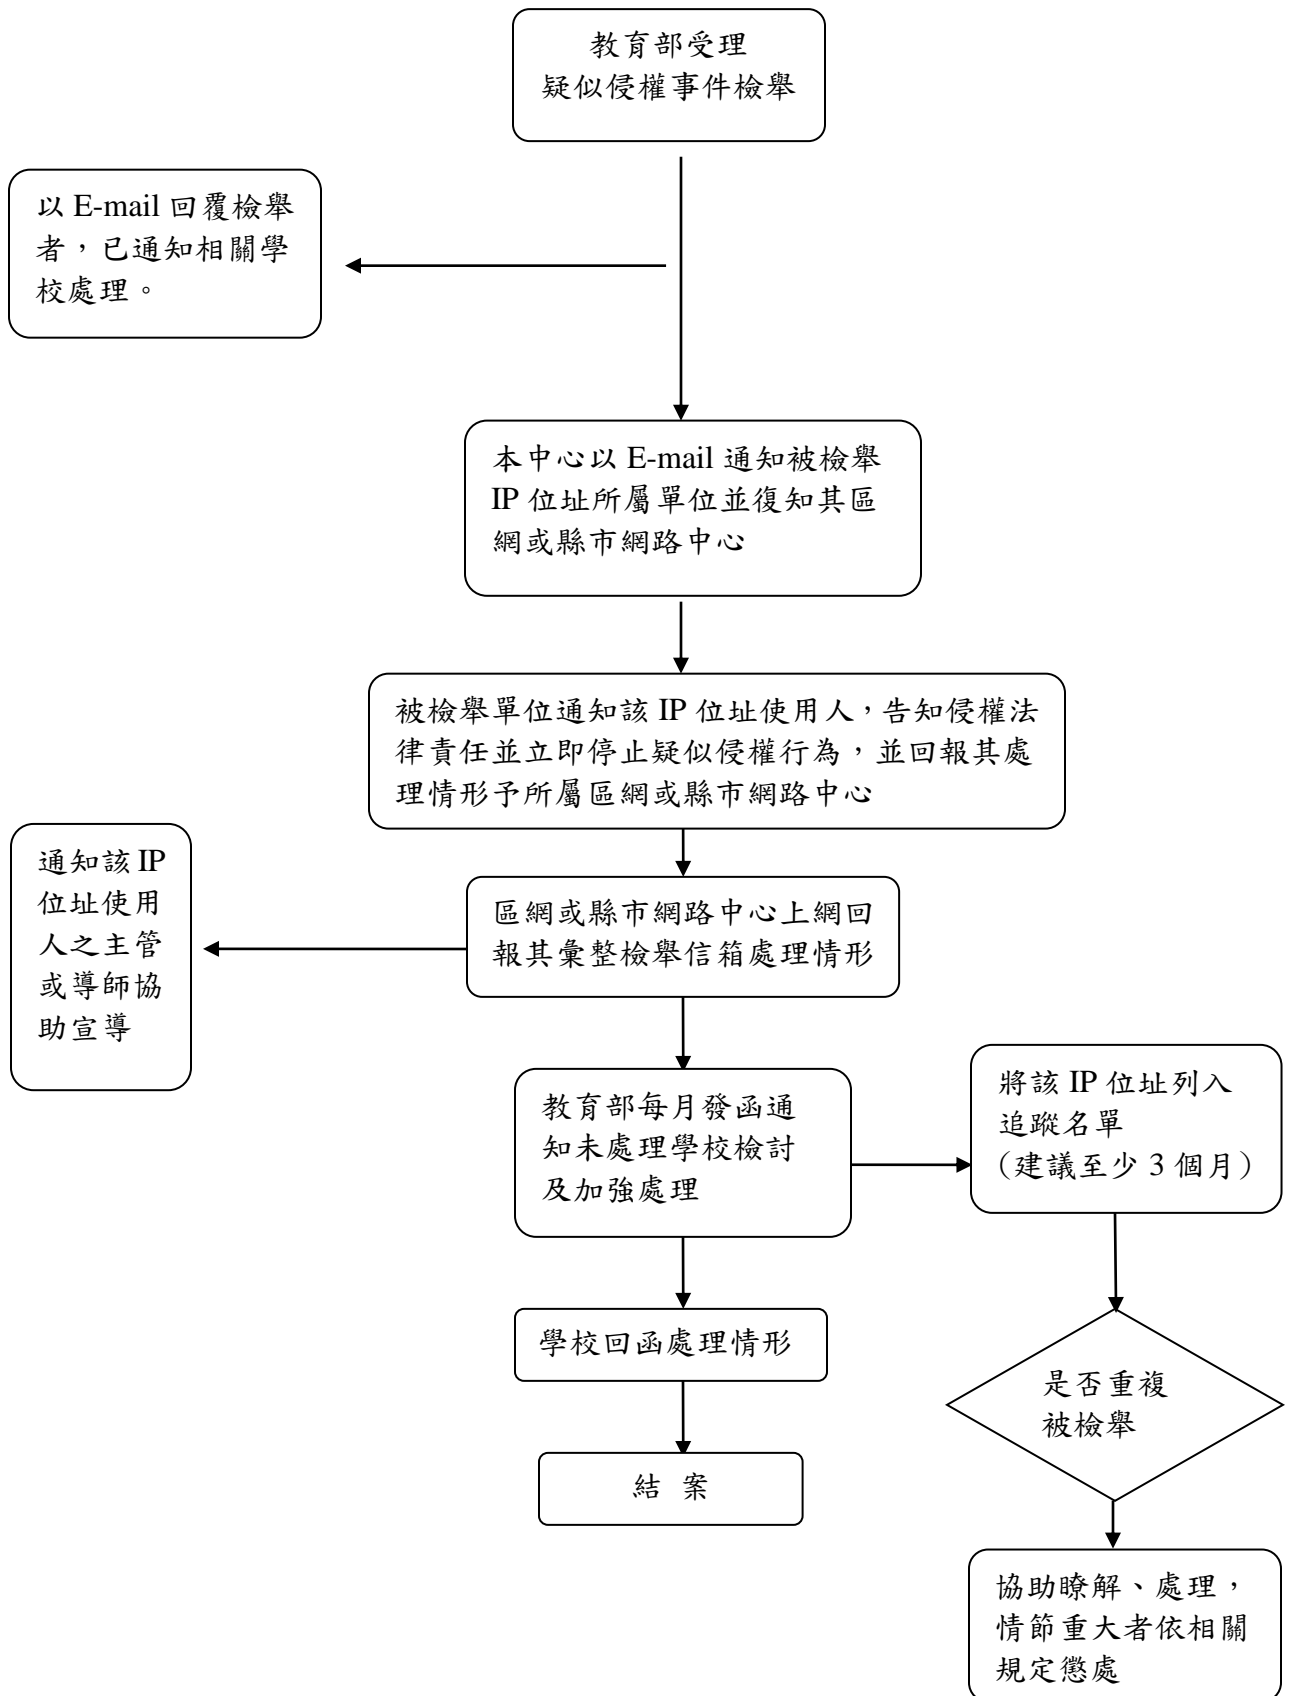 教育部受理
疑似侵權事件檢舉
以 E-mail 回覆檢舉
者，已通知相關學
校處理。
本中心以 E-mail 通知被檢舉
IP 位址所屬單位並復知其區
網或縣市網路中心
被檢舉單位通知該 IP 位址使用人，告知侵權法
律責任並立即停止疑似侵權行為，並回報其處
理情形予所屬區網或縣市網路中心
通知該 IP
位址使用
人之主管
或導師協
助宣導
區網或縣市網路中心上網回
報其彙整檢舉信箱處理情形
教育部每月發函通
知未處理學校檢討
及加強處理
將該 IP 位址列入
追蹤名單
（建議至少 3 個月）
學校回函處理情形
是否重複
被檢舉
結 案
協助瞭解、處理，
情節重大者依相關
規定懲處